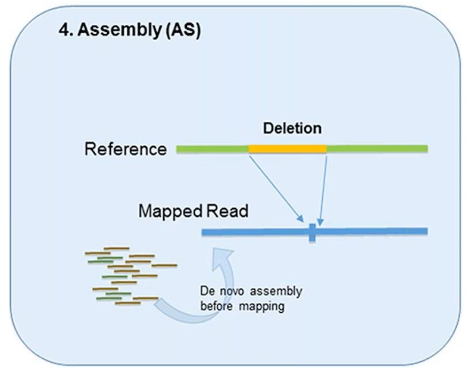 4. Assembly (AS)
Deletion
Reference
Mapped Read
De novo assembly
before mapping